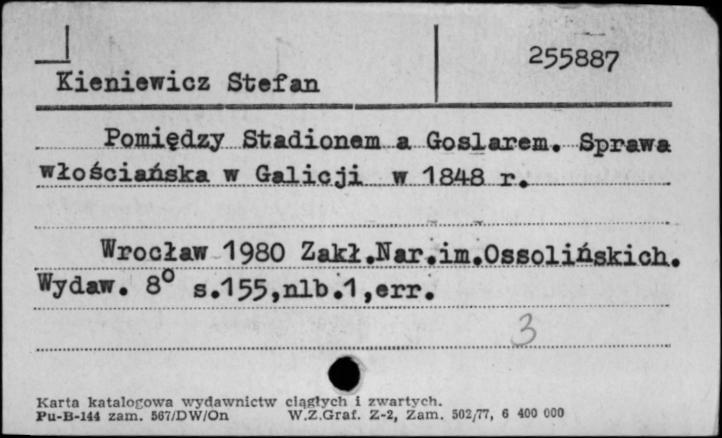 255887
Kieniewicz Stefan
Pomiędzy Stadionem a Goslarem. Sprawa
włościańska w Galicji w 1848 r.
Wrocław 1980 Zakł.Nar.im.Ossolińskich.
Wydaw. 8° s.155,nlb.1,err.
3
Karta katalogowa wydawnictw ciągłych i zwartych.
Pu-B-144 zam. 567/DW/On W.Z.Graf. Z-2, Zam. 502/77, 6 400 000